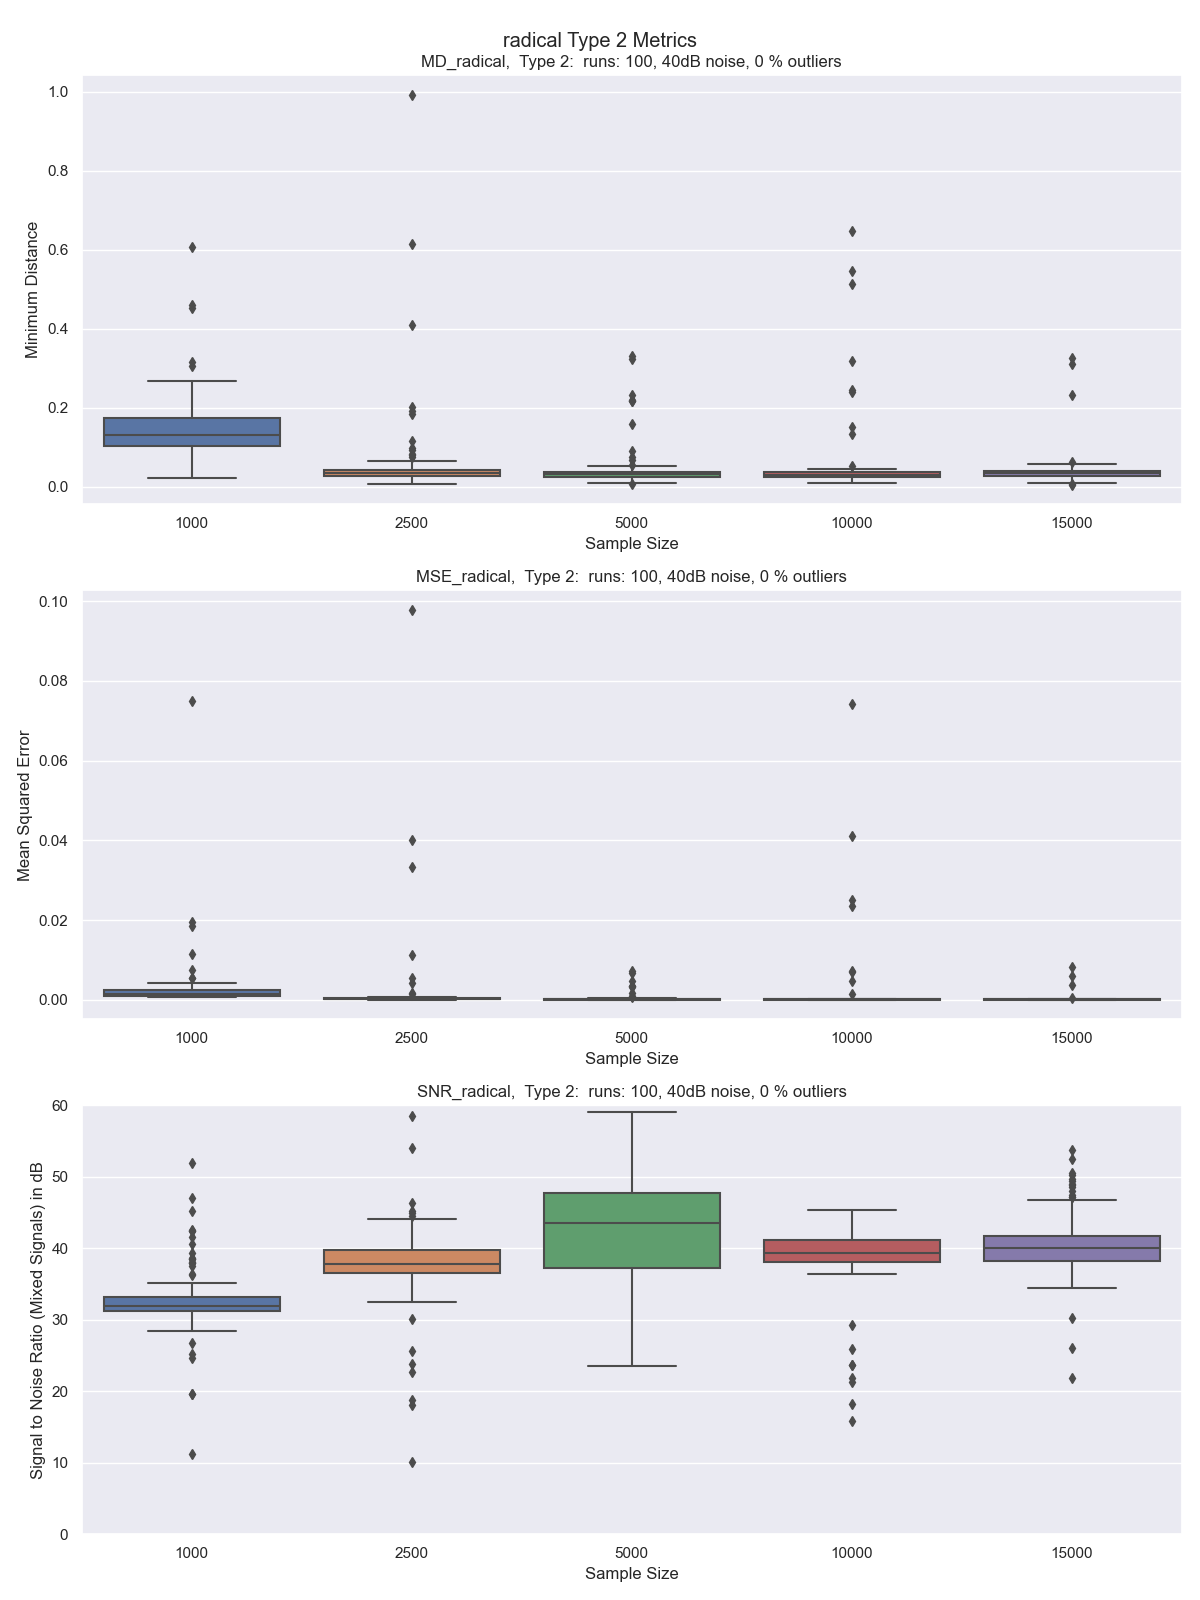 radical Type 2 Metrics
MD_radical,  Type 2:  runs: 100, 40dB noise, 0 % outliers
1.0
0.8
0.6
0.4
0.2
0.0
Minimum Distance
1000 2500 5000 10000 15000
Sample Size
MSE_radical,  Type 2:  runs: 100, 40dB noise, 0 % outliers
0.10
0.08
0.06
0.04
0.02
0.00
Mean Squared Error
1000 2500 5000 10000 15000
Sample Size
SNR_radical,  Type 2:  runs: 100, 40dB noise, 0 % outliers
60
50
40
30
20
10
0
Signal to Noise Ratio (Mixed Signals) in dB
1000 2500 5000 10000 15000
Sample Size